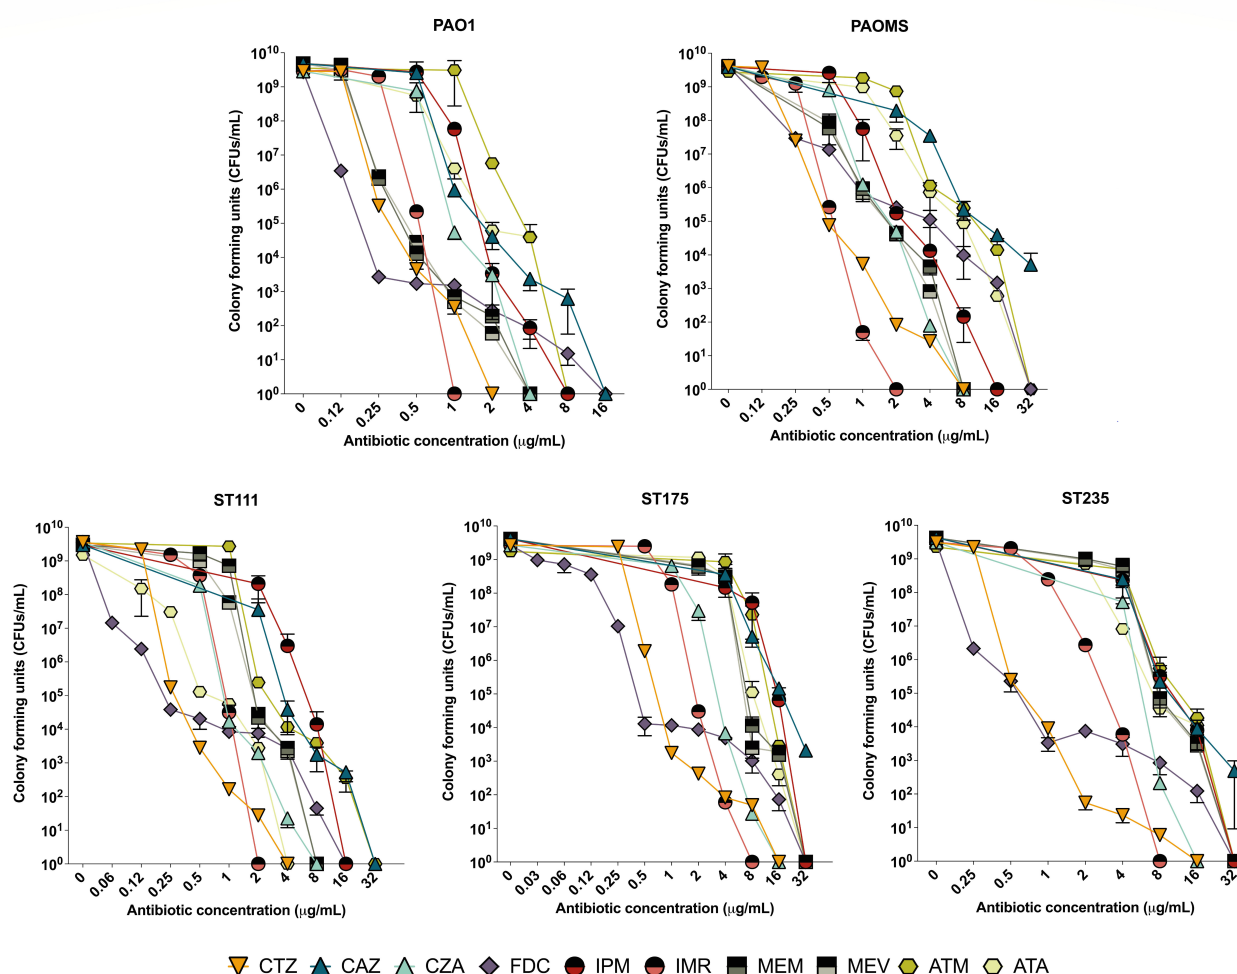 PAO1
Colony forming units (CFUs/mL)
10^10
10^9
10^8
10^7
10^6
10^5
10^4
10^3
10^2
10^1
10^0
0 0.12 0.25 0.5 1 2 4 8 16
Antibiotic concentration (µg/mL)
PAOMS
Colony forming units (CFUs/mL)
10^10
10^9
10^8
10^7
10^6
10^5
10^4
10^3
10^2
10^1
10^0
0 0.12 0.25 0.5 1 2 4 8 16 32
Antibiotic concentration (µg/mL)
ST111
Colony forming units (CFUs/mL)
10^10
10^9
10^8
10^7
10^6
10^5
10^4
10^3
10^2
10^1
10^0
0 0.06 0.12 0.25 0.5 1 2 4 8 16 32
Antibiotic concentration (µg/mL)
ST175
Colony forming units (CFUs/mL)
10^10
10^9
10^8
10^7
10^6
10^5
10^4
10^3
10^2
10^1
10^0
0 0.03 0.06 0.12 0.25 0.5 1 2 4 8 16 32
Antibiotic concentration (µg/mL)
ST235
Colony forming units (CFUs/mL)
10^10
10^9
10^8
10^7
10^6
10^5
10^4
10^3
10^2
10^1
10^0
0 0.25 0.5 1 2 4 8 16 32
Antibiotic concentration (µg/mL)
CTZ CAZ CZA FDC IPM IMR MEM MEV ATM ATA